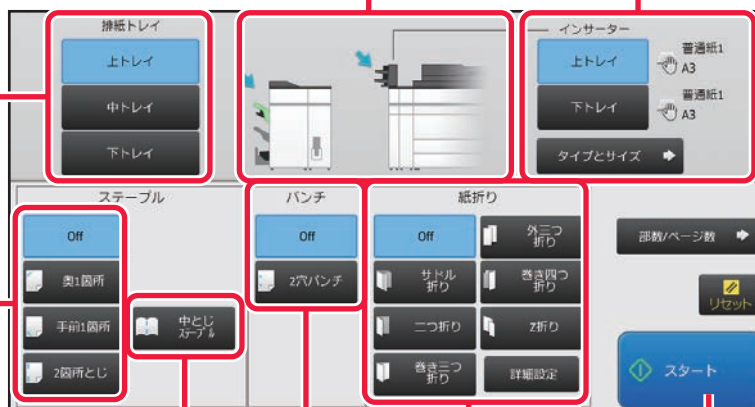 排紙トレイ
上トレイ
中トレイ
下トレイ
インサーター
上トレイ
普通紙1
A3
下トレイ
普通紙1
A3
タイプとサイズ
ステープル
Off
奥1箇所
手前1箇所
2箇所とじ
中とじ
ステープル
パンチ
Off
2穴パンチ
紙折り
Off
外三つ
折り
サドル
折り
巻き四つ
折り
二つ折り
Z折り
巻き三つ
折り
詳細設定
部数/ページ数
リセット
スタート